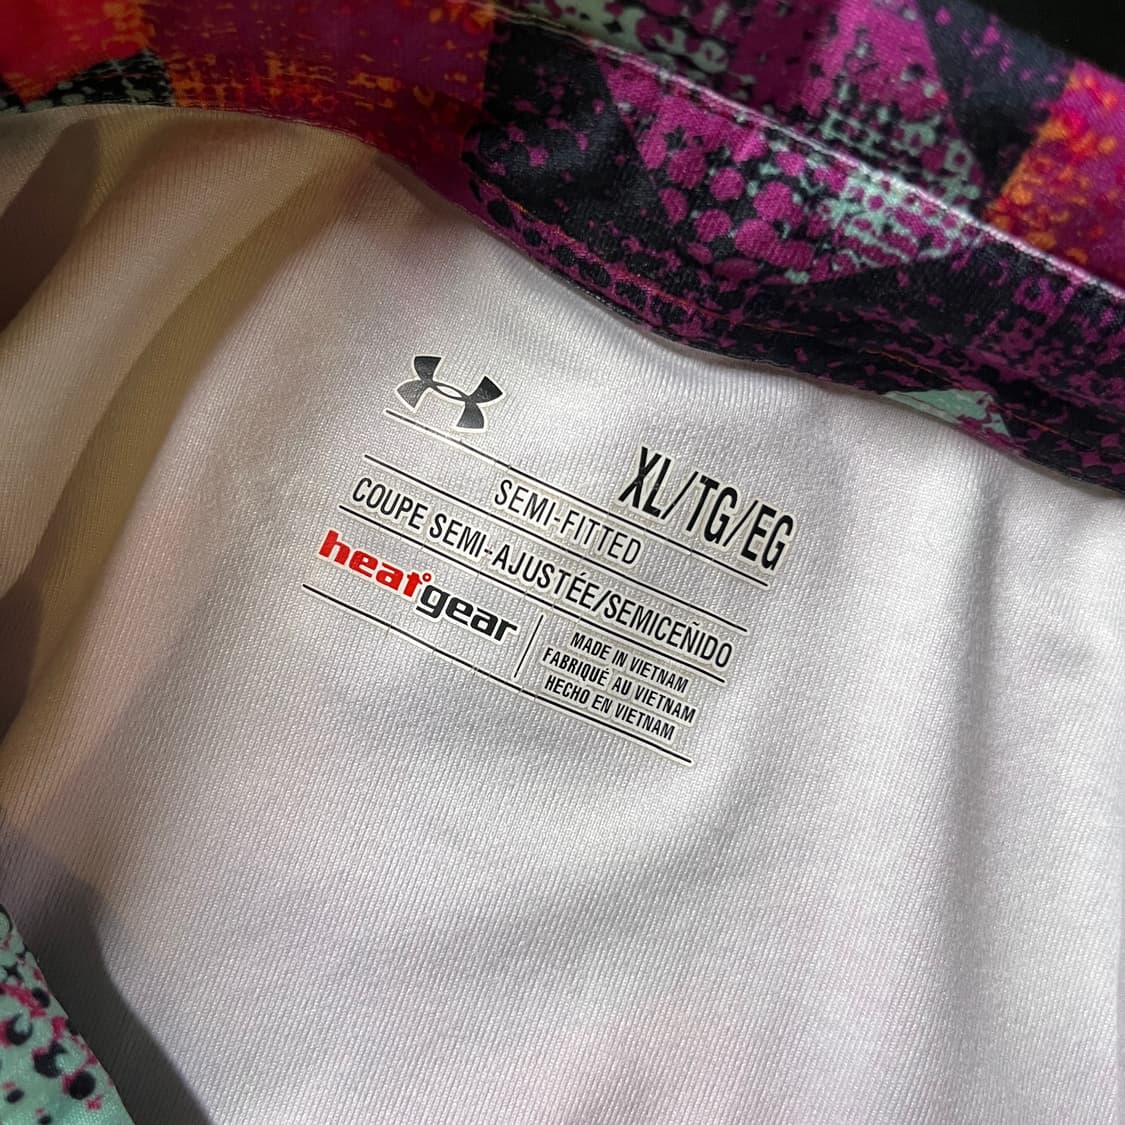 XL/TG/EG
SEMI-FITTED
COUPE SEMI-AJUSTÉE/SEMICEÑIDO
heatgear
MADE IN VIETNAM
FABRIQUÉ AU VIETNAM
HECHO EN VIETNAM